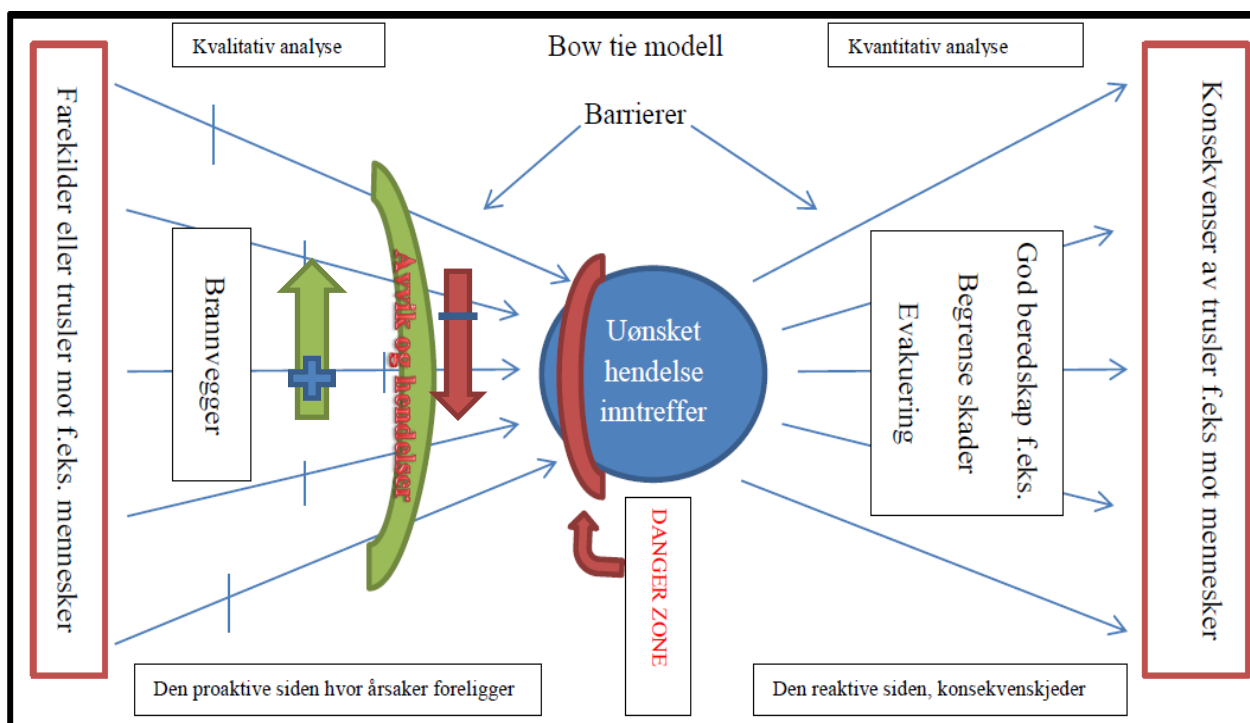 Kvalitativ analyse
Bow tie modell
Kvantitativ analyse
Barrierer
Farekilder eller trusler mot f.eks. mennesker
Brannvegger
Avvik og hendelser
Uønsket
hendelse
inntreffer
DANGER ZONE
God beredskap f.eks.
Begrense skader
Evakuering
Konsekvenser av trusler f.eks mot mennesker
Den proaktive siden hvor årsaker foreligger
Den reaktive siden, konsekvenskjeder